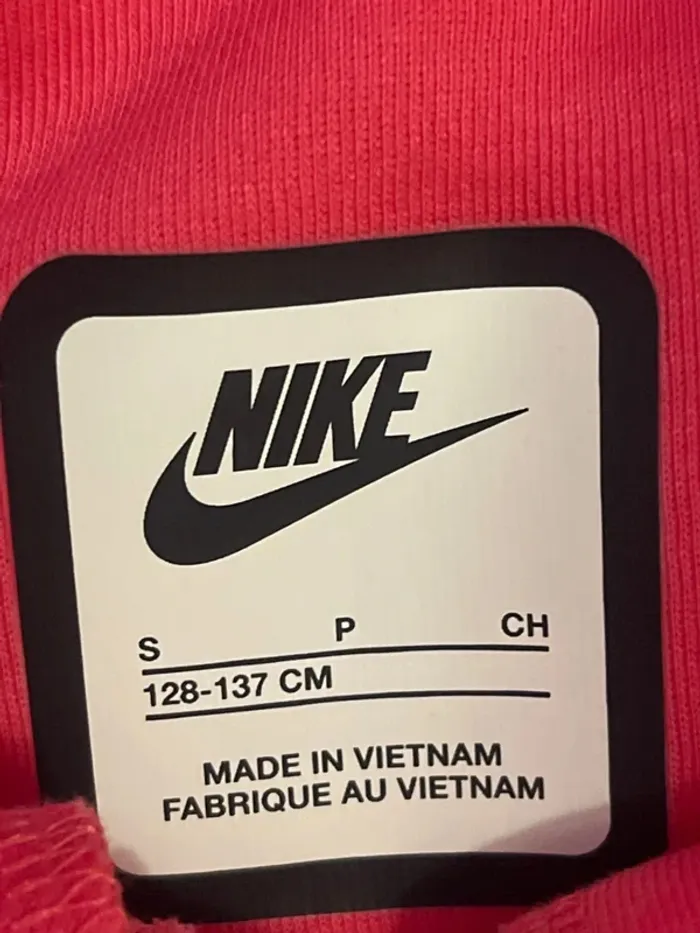 NIKE
S P CH
128-137 CM
MADE IN VIETNAM
FABRIQUE AU VIETNAM